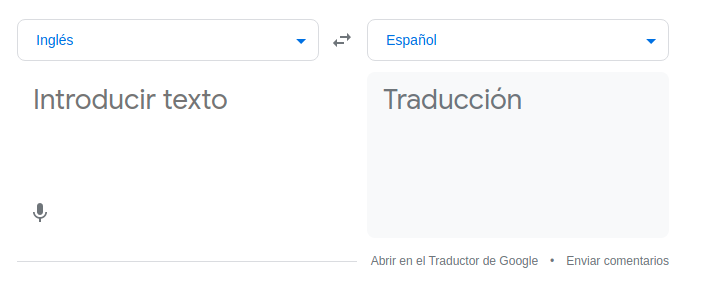 Inglés
Español
Introducir texto
Traducción
Abrir en el Traductor de Google • Enviar comentarios